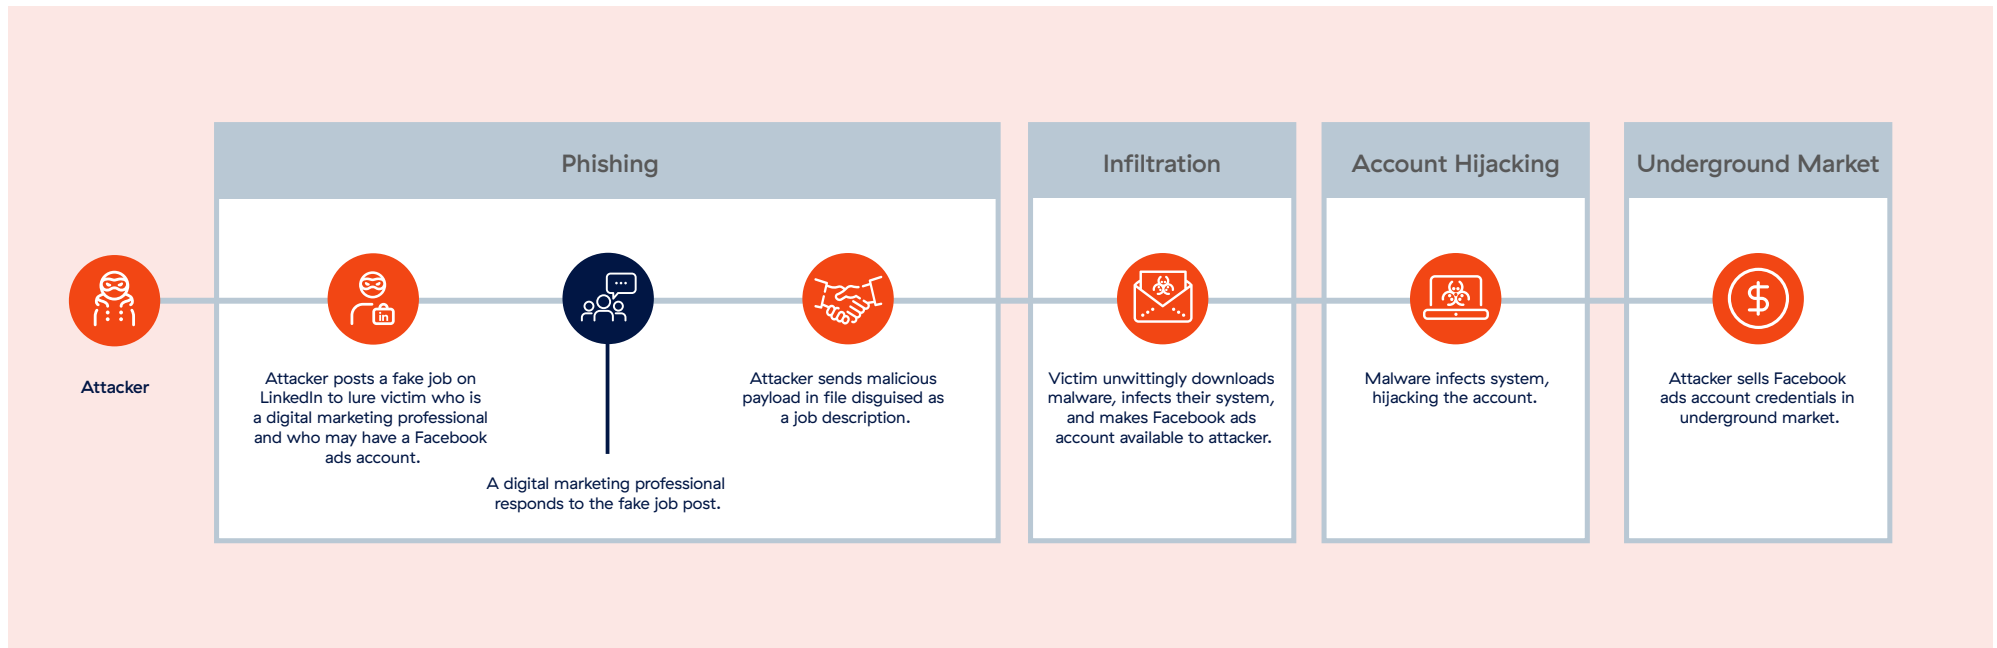 Phishing
Infiltration
Account Hijacking
Underground Market
in
Attacker
Attacker posts a fake job on
LinkedIn to lure victim who is
a digital marketing professional
and who may have a Facebook
ads account.
A digital marketing professional
responds to the fake job post.
Attacker sends malicious
payload in file disguised as
a job description.
Victim unwittingly downloads
malware, infects their system,
and makes Facebook ads
account available to attacker.
Malware infects system,
hijacking the account.
$
Attacker sells Facebook
ads account credentials in
underground market.